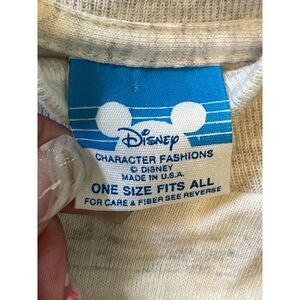 Disney
CHARACTER FASHIONS
© DISNEY
MADE IN U.S.A.
ONE SIZE FITS ALL
FOR CARE & FIBER SEE REVERSE